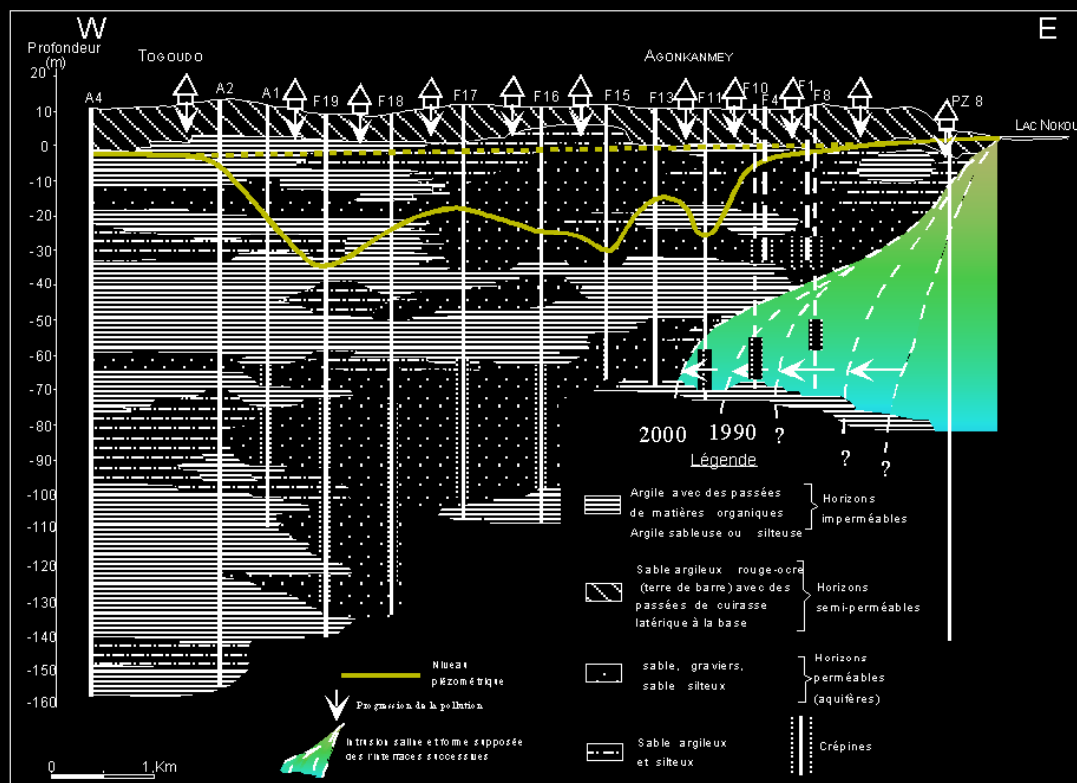 W
E
Profondeur
(m)
TOGOUDO
AGONKANMEY
20
10
0
-10
-20
-30
-40
-50
-60
-70
-80
-90
-100
-110
-120
-130
-140
-150
-160
A4
A2
A1
F19
F18
F17
F16
F15
F13
F11
F10
F4
F1
F8
PZ 8
LAC NOKOU
2000
1990
?
?
?
Légende
Argile avec des passées
de matières organiques
Argile sableuse ou silteuse
Horizons
imperméables
Sable argileux rouge-ocre
(terre de barre) avec des
passées de cuirasse
latérique à la base
Horizons
semi-perméables
sable, graviers,
sable silteux
Horizons
perméables
(aquifères)
Sable argileux
et silteux
Crépines
Niveau
piézométrique
Progression de la pollution
Intrusion saline et forme supposée
des l'interfaces successives
0
1 Km